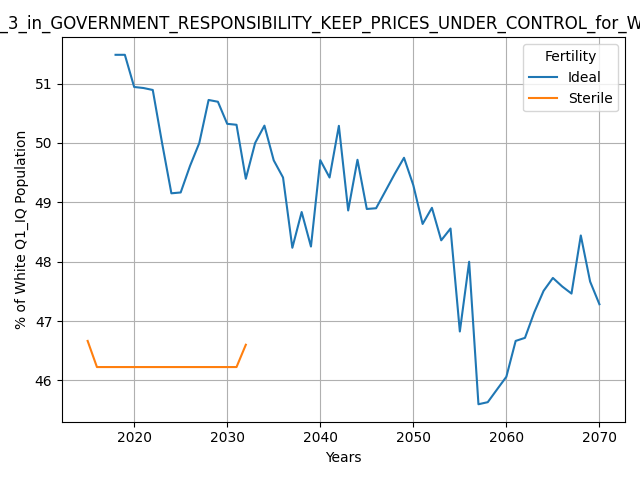 _3_in_GOVERNMENT_RESPONSIBILITY_KEEP_PRICES_UNDER_CONTROL_for_W
Fertility
Ideal
Sterile
% of White Q1_IQ Population
51
50
49
48
47
46
2020 2030 2040 2050 2060 2070
Years